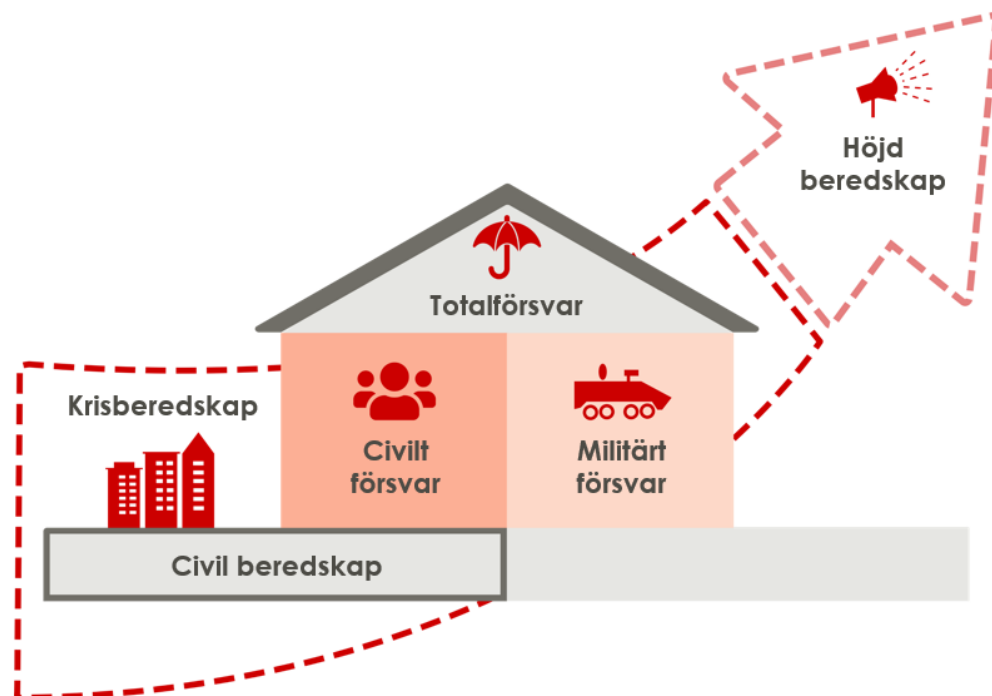 Höjd
beredskap
Totalförsvar
Krisberedskap
Civilt
försvar
Militärt
försvar
Civil beredskap